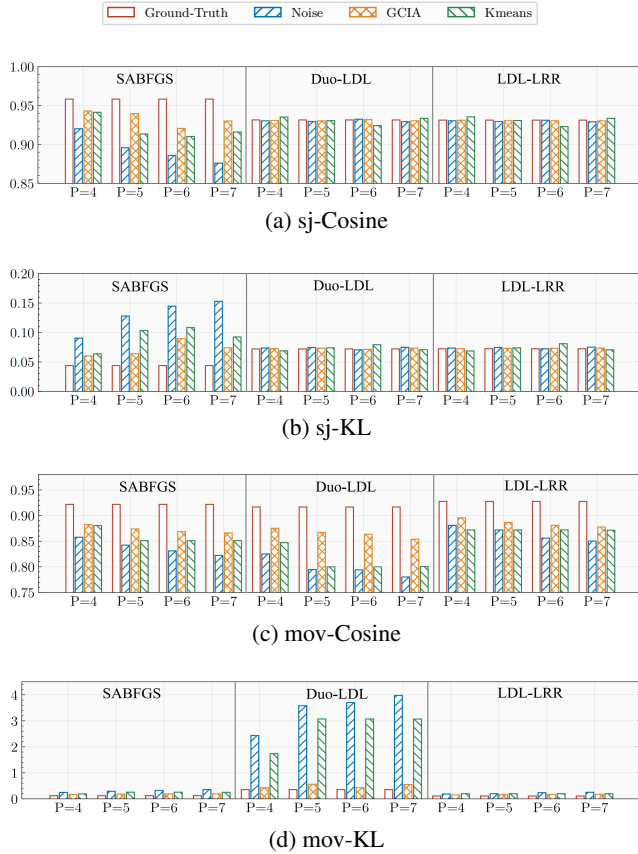 Ground-Truth Noise GCIA Kmeans
1.00
0.95
0.90
0.85
SABFGS Duo-LDL LDL-LRR
P=4 P=5 P=6 P=7 P=4 P=5 P=6 P=7 P=4 P=5 P=6 P=7
(a) sj-Cosine
0.20
0.15
0.10
0.05
0.00
SABFGS Duo-LDL LDL-LRR
P=4 P=5 P=6 P=7 P=4 P=5 P=6 P=7 P=4 P=5 P=6 P=7
(b) sj-KL
0.95
0.90
0.85
0.80
0.75
SABFGS Duo-LDL LDL-LRR
P=4 P=5 P=6 P=7 P=4 P=5 P=6 P=7 P=4 P=5 P=6 P=7
(c) mov-Cosine
4
3
2
1
0
SABFGS Duo-LDL LDL-LRR
P=4 P=5 P=6 P=7 P=4 P=5 P=6 P=7 P=4 P=5 P=6 P=7
(d) mov-KL